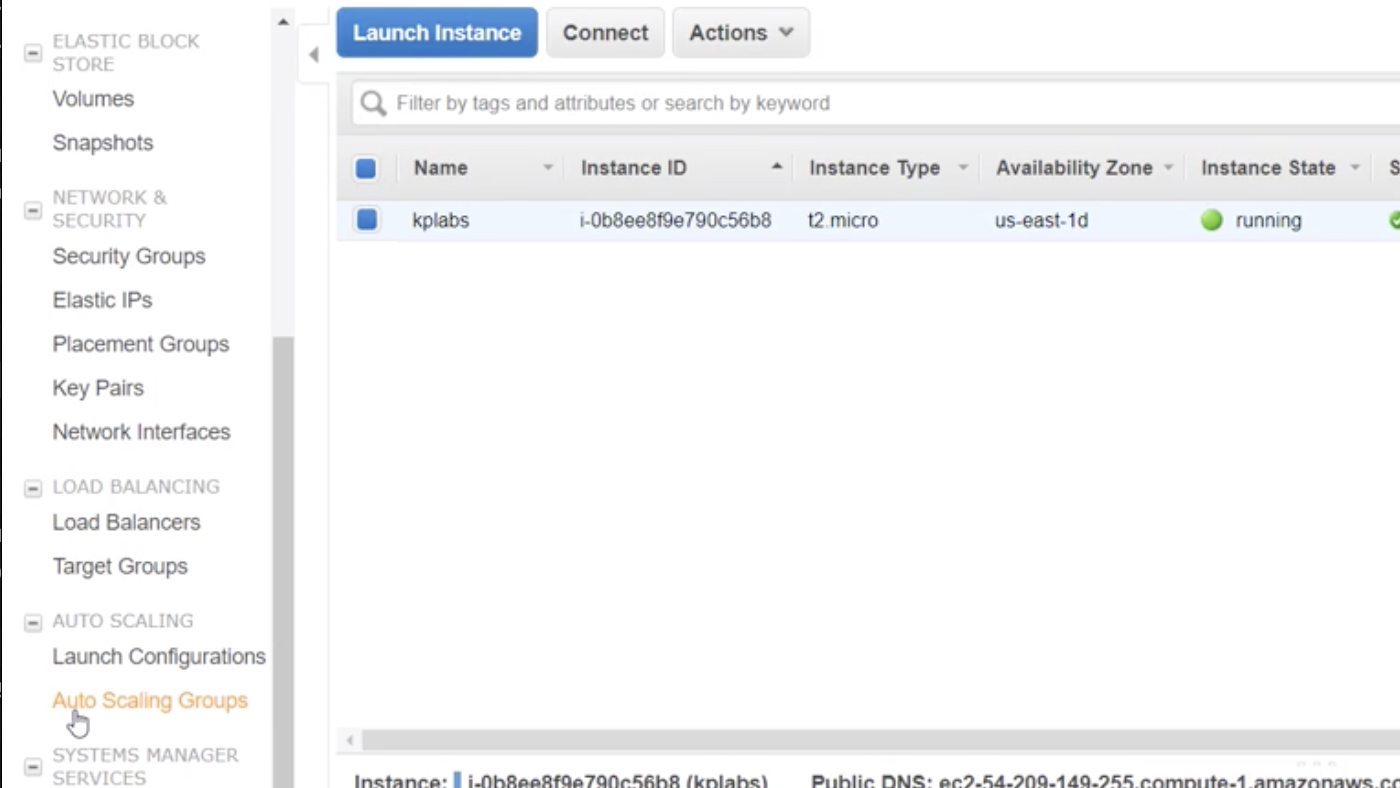 ELASTIC BLOCK
STORE
Volumes
Snapshots
NETWORK &
SECURITY
Security Groups
Elastic IPs
Placement Groups
Key Pairs
Network Interfaces
LOAD BALANCING
Load Balancers
Target Groups
AUTO SCALING
Launch Configurations
Auto Scaling Groups
SYSTEMS MANAGER
SERVICES
Launch Instance Connect Actions
Filter by tags and attributes or search by keyword
Name Instance ID Instance Type Availability Zone Instance State S
kplabs i-0b8ee8f9e790c56b8 t2.micro us-east-1d running
Instance: i-0b8ee8f9e790c56b8 (kplabs) Public DNS: ec2-54-209-149-255.compute-1.amazonaws.co